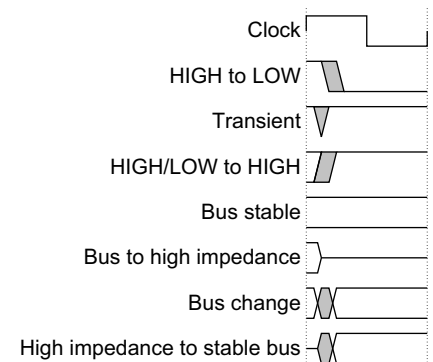 Clock
HIGH to LOW
Transient
HIGH/LOW to HIGH
Bus stable
Bus to high impedance
Bus change
High impedance to stable bus